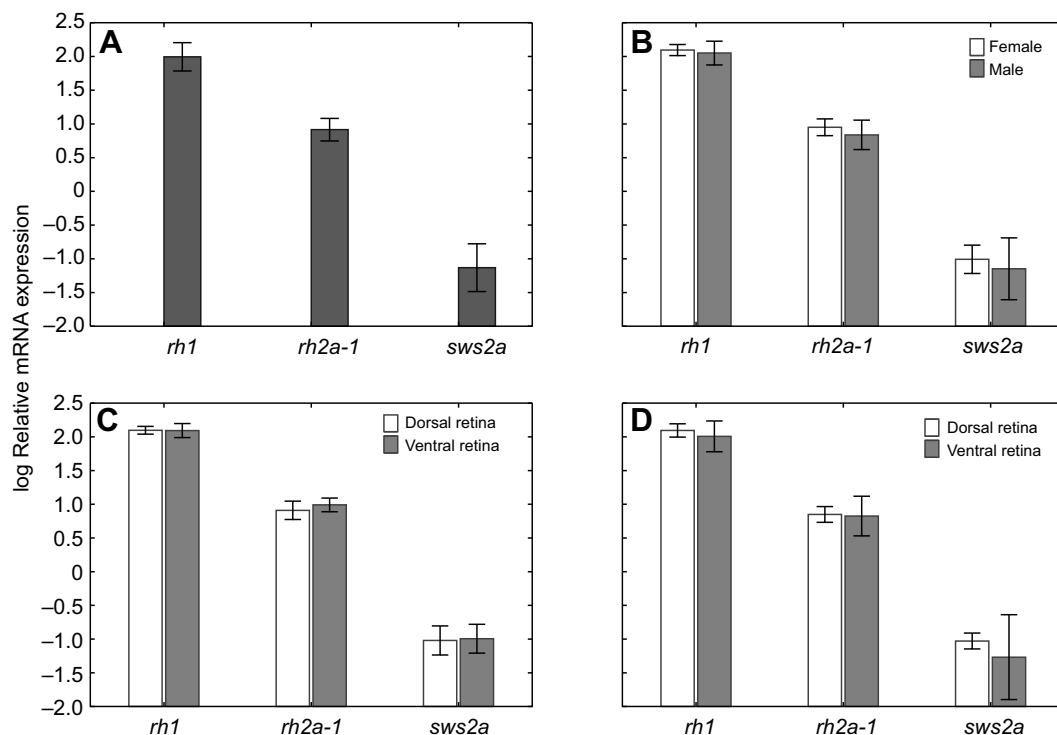 log Relative mRNA expression
A
2.5
2.0
1.5
1.0
0.5
0
–0.5
–1.0
–1.5
–2.0
rh1 rh2a-1 sws2a
B
Female
Male
rh1 rh2a-1 sws2a
C
Dorsal retina
Ventral retina
2.5
2.0
1.5
1.0
0.5
0
–0.5
–1.0
–1.5
–2.0
rh1 rh2a-1 sws2a
D
Dorsal retina
Ventral retina
rh1 rh2a-1 sws2a